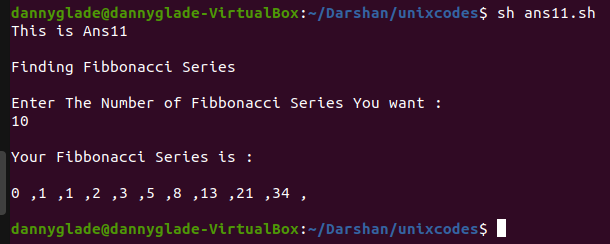 dannyglade@dannyglade-VirtualBox:~/Darshan/unixcodes$ sh ans11.sh
This is Ans11
Finding Fibbonacci Series
Enter The Number of Fibbonacci Series You want :
10
Your Fibbonacci Series is :
0 ,1 ,1 ,2 ,3 ,5 ,8 ,13 ,21 ,34 ,
dannyglade@dannyglade-VirtualBox:~/Darshan/unixcodes$